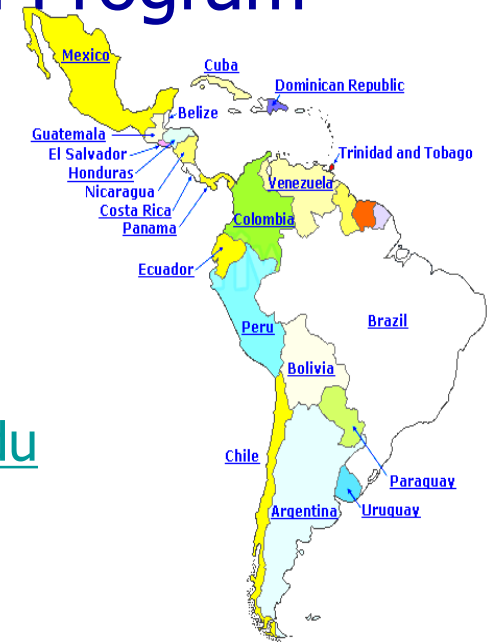 Program
Mexico
Cuba
Dominican Republic
Belize
Guatemala
El Salvador
Honduras
Nicaragua
Costa Rica
Panama
Trinidad and Tobago
Venezuela
Colombia
Ecuador
Peru
Brazil
Bolivia
du
Chile
Paraguay
Argentina
Uruguay